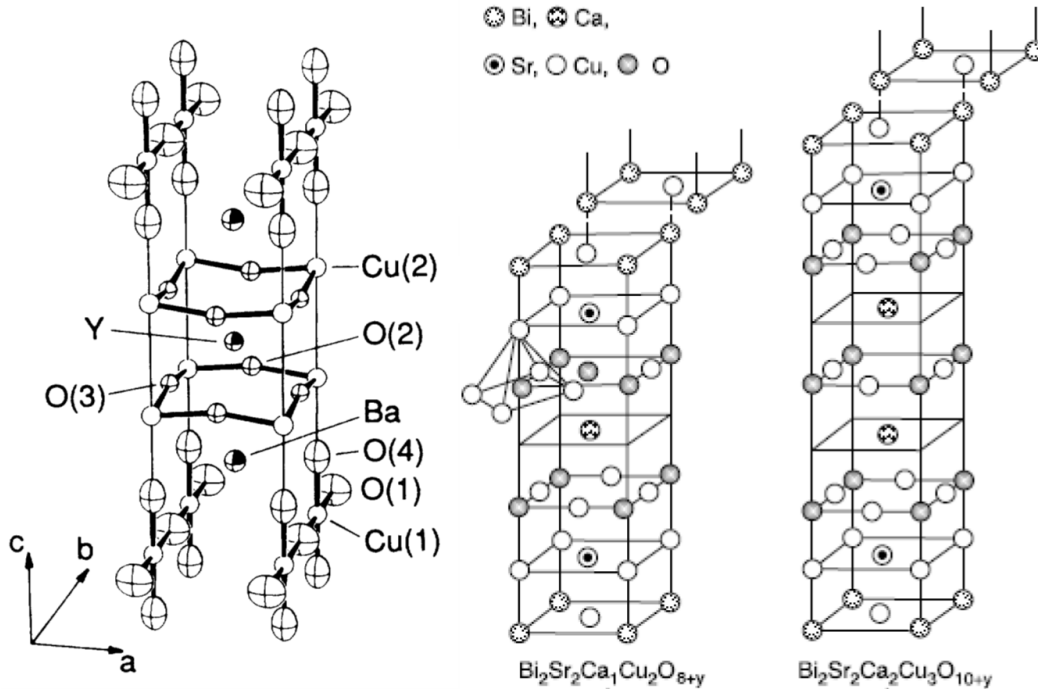 Bi, Ca,
Sr, Cu, O
Cu(2)
Y
O(2)
O(3)
Ba
O(4)
O(1)
Cu(1)
c
b
a
Bi₂Sr₂Ca₁Cu₂O₈₊y
Bi₂Sr₂Ca₂Cu₃O₁₀₊y